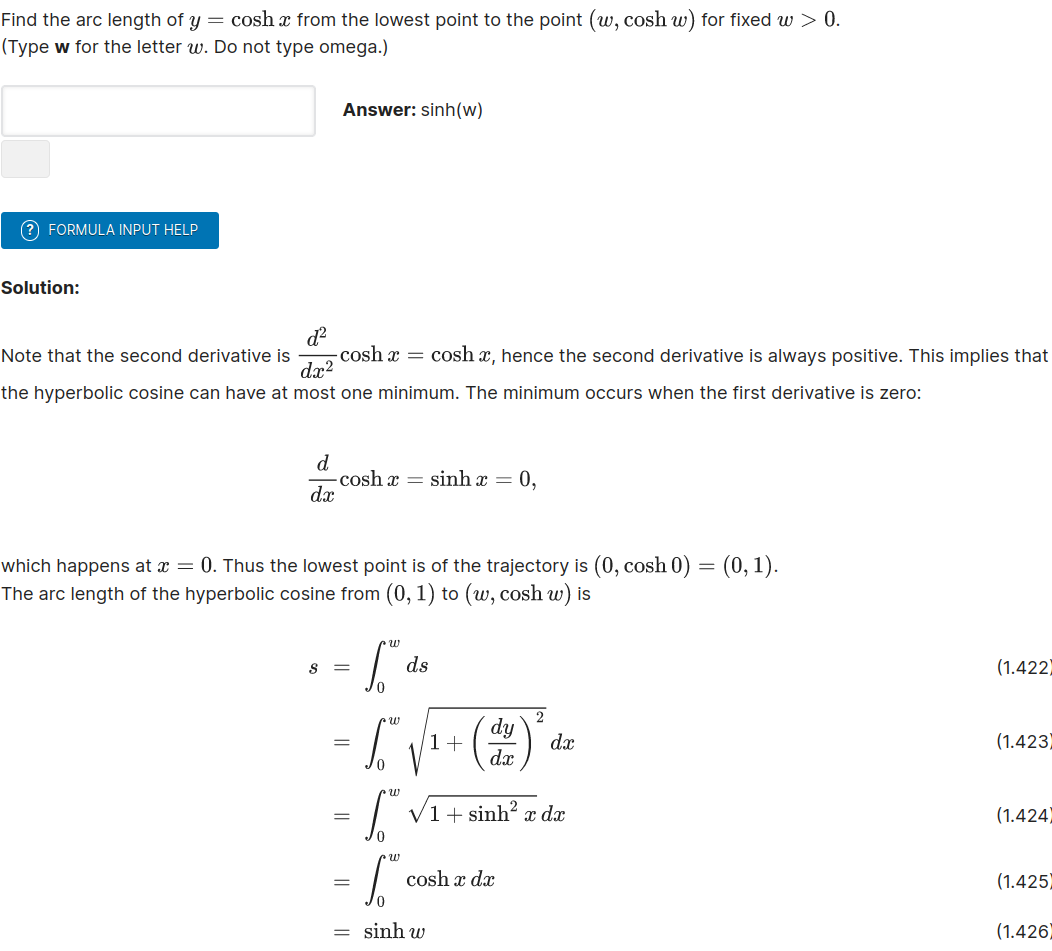 Find the arc length of y = cosh x from the lowest point to the point (w, cosh w) for fixed w > 0.
(Type w for the letter w. Do not type omega.)
Answer: sinh(w)
? FORMULA INPUT HELP
Solution:
Note that the second derivative is \frac{d^2}{dx^2} cosh x = cosh x, hence the second derivative is always positive. This implies that
the hyperbolic cosine can have at most one minimum. The minimum occurs when the first derivative is zero:
\frac{d}{dx} cosh x = sinh x = 0,
which happens at x = 0. Thus the lowest point is of the trajectory is (0, cosh 0) = (0, 1).
The arc length of the hyperbolic cosine from (0, 1) to (w, cosh w) is
s = \int_0^w ds (1.422)
= \int_0^w \sqrt{1 + \left(\frac{dy}{dx}\right)^2} dx (1.423)
= \int_0^w \sqrt{1 + \sinh^2 x} dx (1.424)
= \int_0^w cosh x dx (1.425)
= sinh w (1.426)